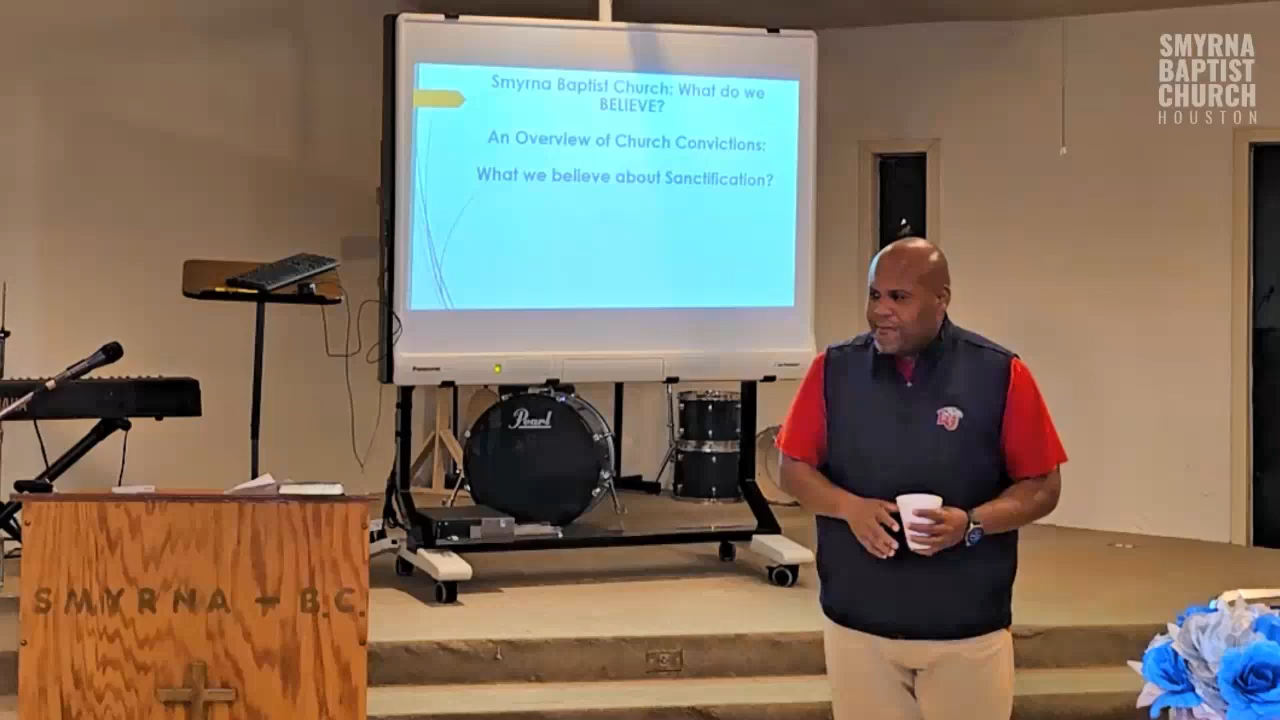 SMYRNA
BAPTIST
CHURCH
HOUSTON
Smyrna Baptist Church: What do we
BELIEVE?
An Overview of Church Convictions:
What we believe about Sanctification?
Panasonic
Pearl
SMYRNA B.C.